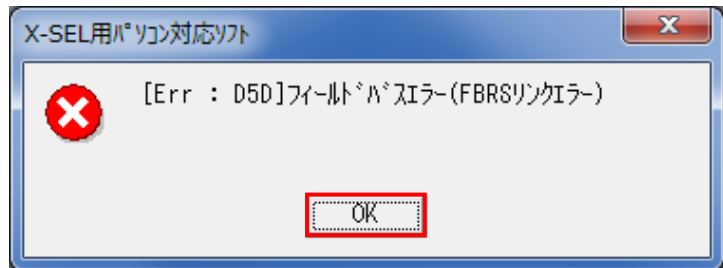 X-SEL用ﾊﾟｿｺﾝ対応ｿﾌﾄ
[Err : D5D]ﾌｨｰﾙﾄﾞﾊﾞｽｴﾗｰ(FBRSﾘﾝｸｴﾗｰ)
OK